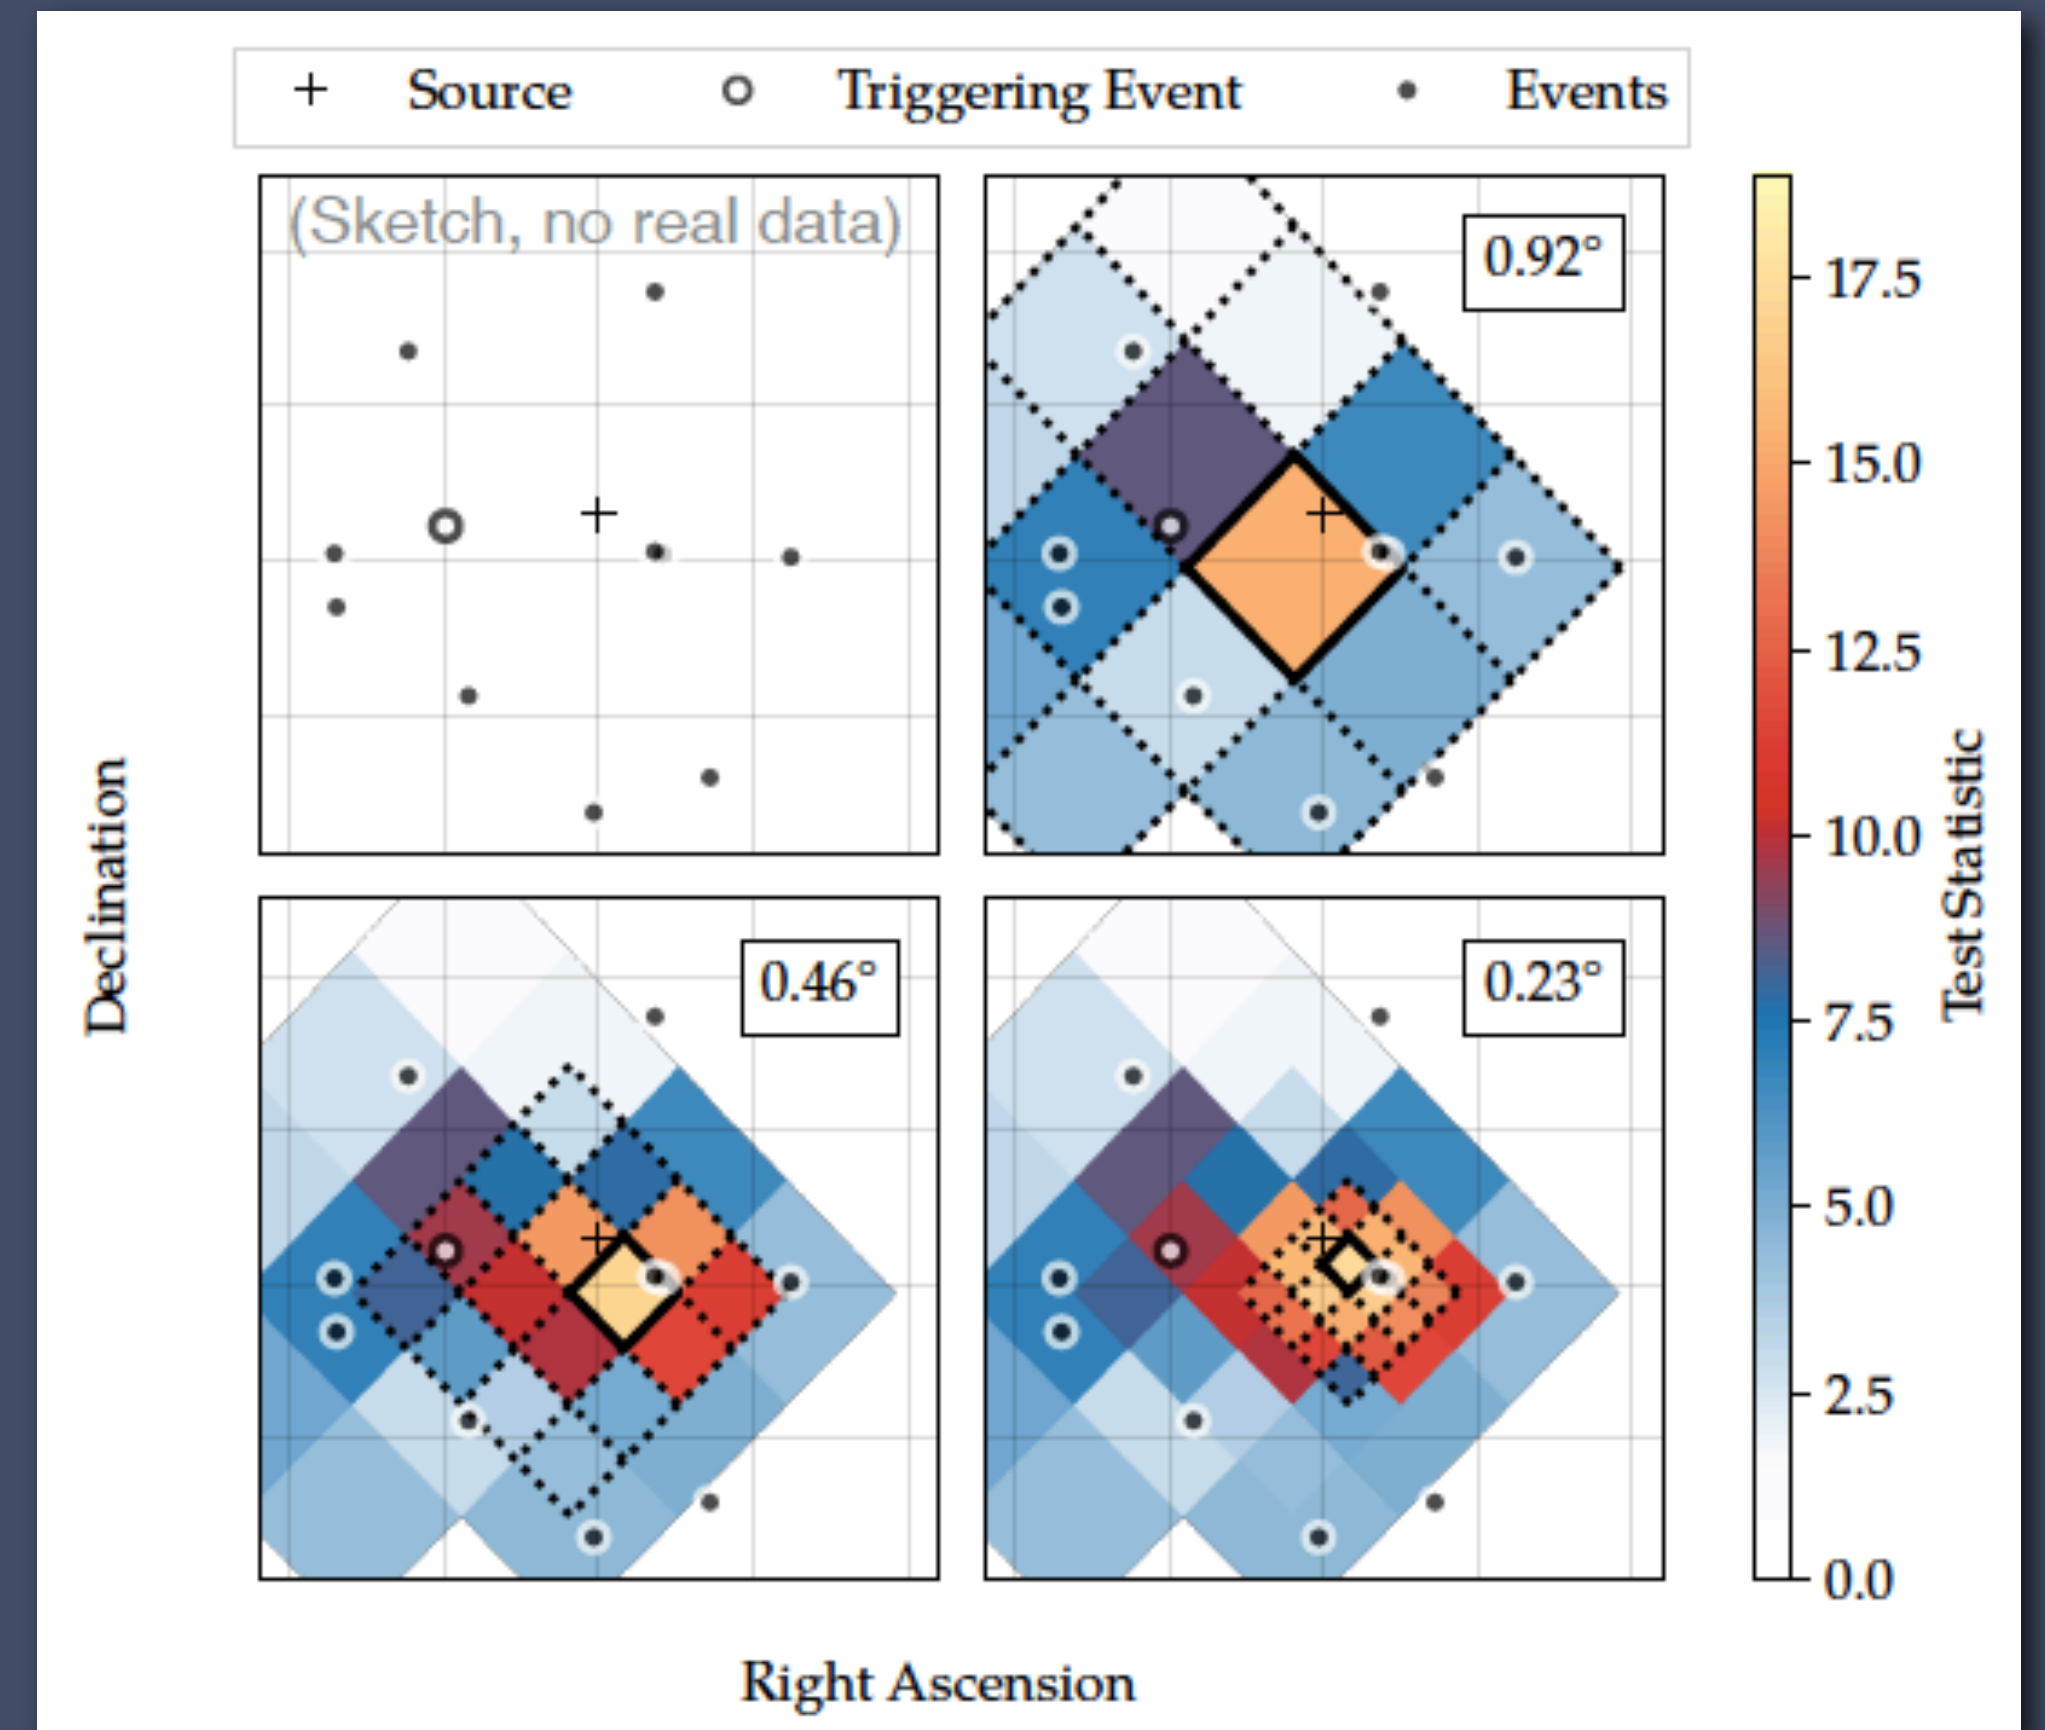 Source
Triggering Event
Events
(Sketch, no real data)
0.92°
0.46°
0.23°
17.5
15.0
12.5
10.0
7.5
5.0
2.5
0.0
Test Statistic
Declination
Right Ascension